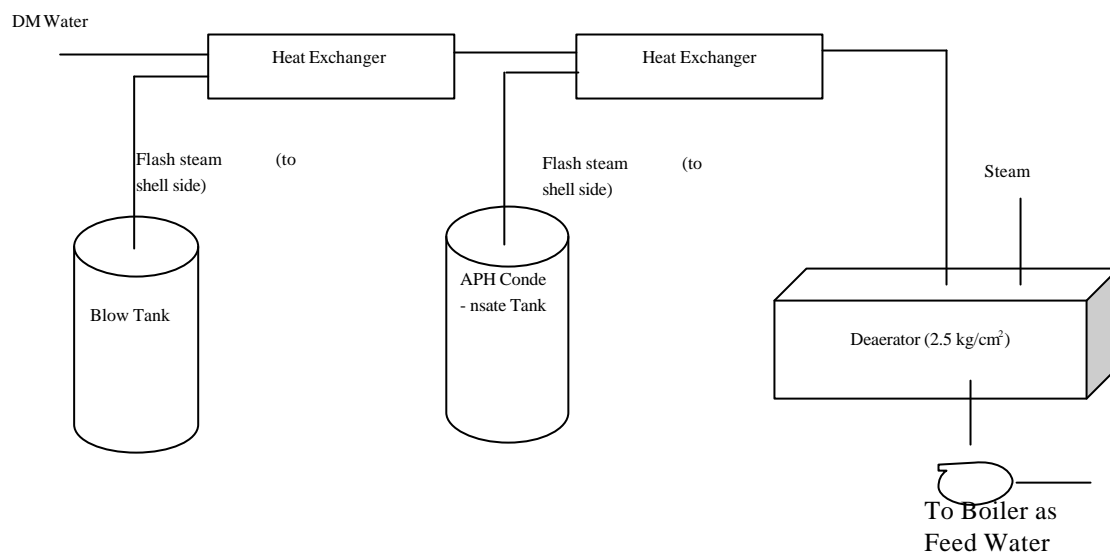 DM Water
Heat Exchanger
Heat Exchanger
Flash steam (to
shell side)
Flash steam (to
shell side)
Steam
Blow Tank
APH Conde
- nsate Tank
Deaerator (2.5 kg/cm²)
To Boiler as
Feed Water